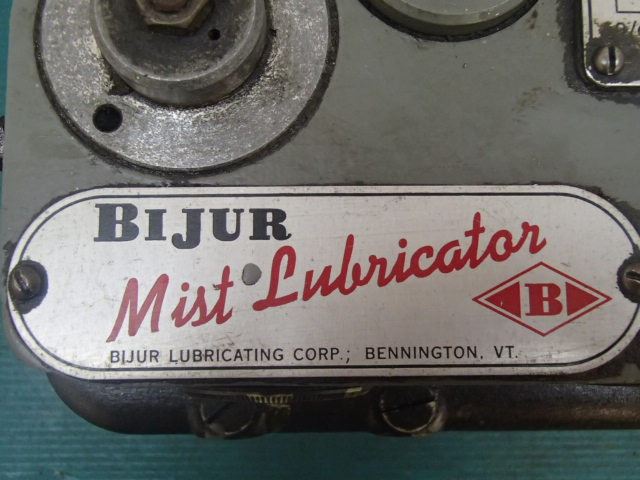 BIJUR
Mist Lubricator
B
BIJUR LUBRICATING CORP.; BENNINGTON, VT.